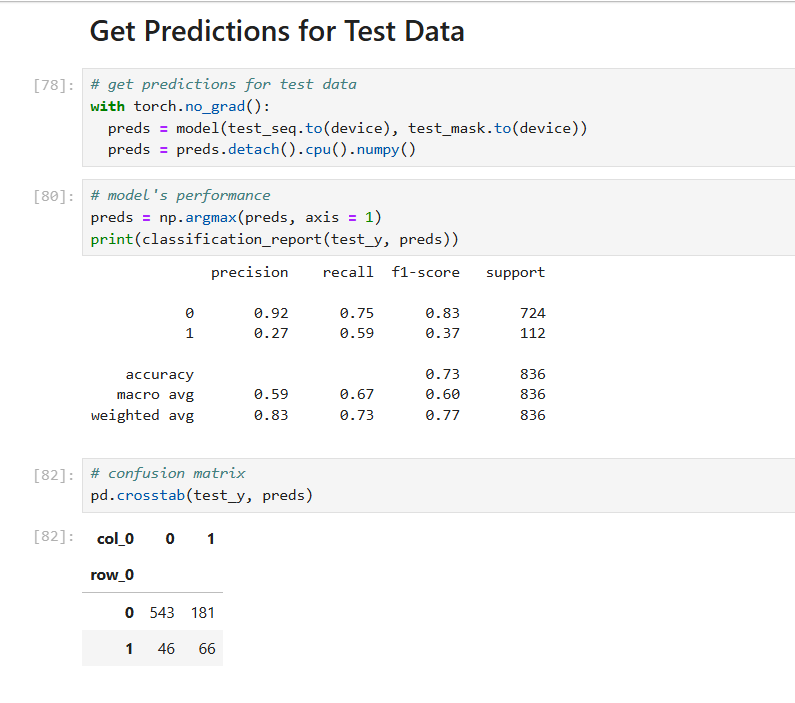 Get Predictions for Test Data
[78]: # get predictions for test data
with torch.no_grad():
  preds = model(test_seq.to(device), test_mask.to(device))
  preds = preds.detach().cpu().numpy()
[80]: # model's performance
preds = np.argmax(preds, axis = 1)
print(classification_report(test_y, preds))
              precision    recall  f1-score   support
           0       0.92      0.75      0.83       724
           1       0.27      0.59      0.37       112
    accuracy                           0.73       836
   macro avg       0.59      0.67      0.60       836
weighted avg       0.83      0.73      0.77       836
[82]: # confusion matrix
pd.crosstab(test_y, preds)
[82]: col_0 0 1
row_0
0 543 181
1 46 66